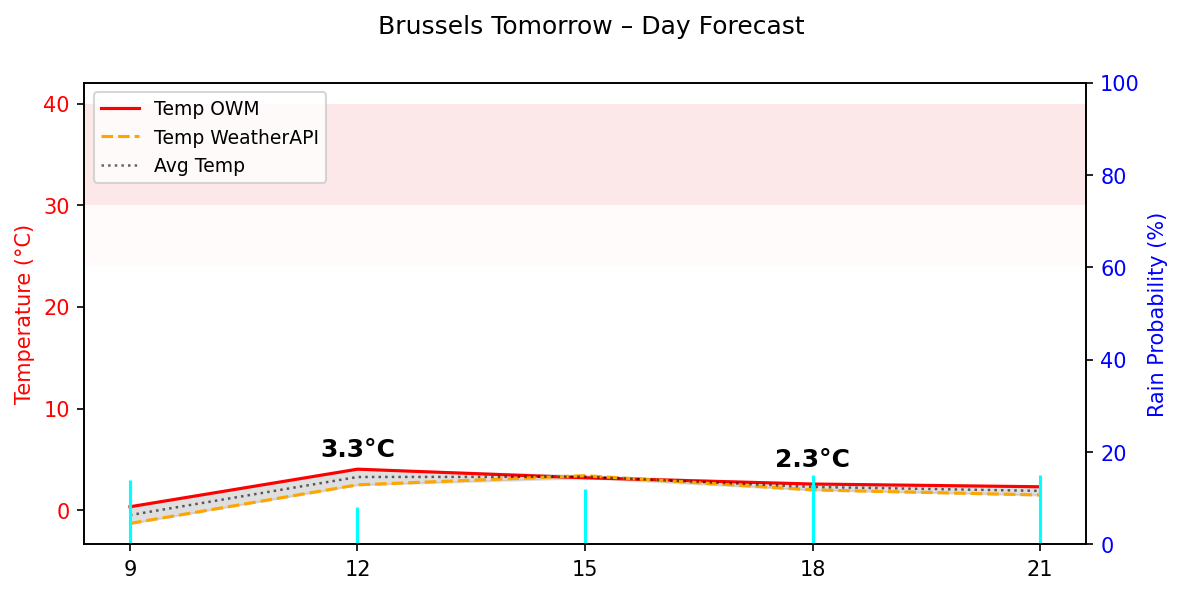 Brussels Tomorrow – Day Forecast
Temp OWM
Temp WeatherAPI
Avg Temp
Temperature (°C)
40
30
20
10
0
3.3°C
2.3°C
100
80
60
40
20
0
Rain Probability (%)
9 12 15 18 21